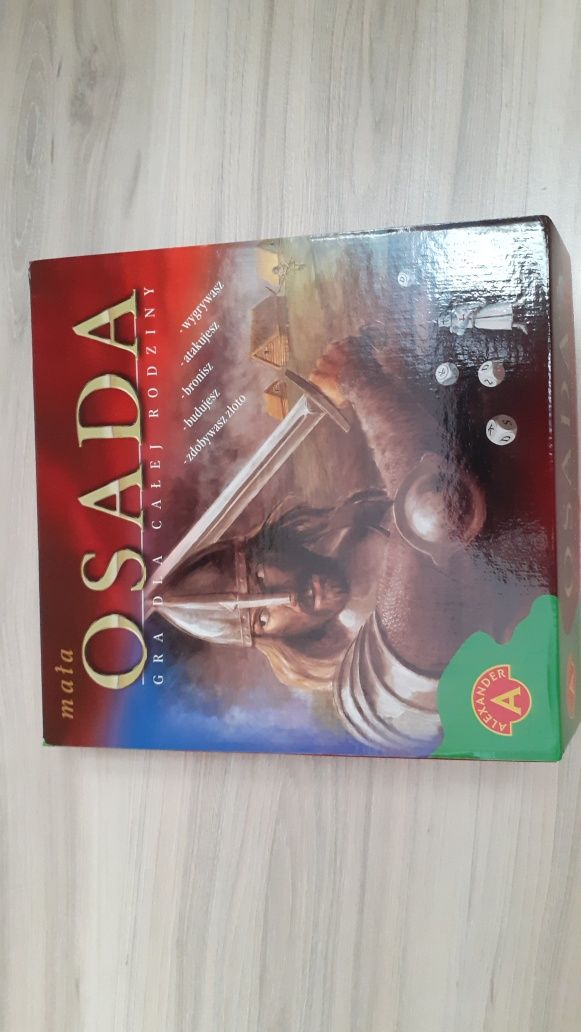 mała
OSADA
GRA DLA CAŁEJ RODZINY
- wygrywasz
- atakujesz
- bronisz
- budujesz
- zdobywasz złoto
ALEXANDER
A